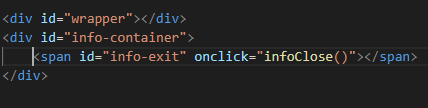 <div id="wrapper"></div>
<div id="info-container">
    <span id="info-exit" onclick="infoClose()"></span>
</div>